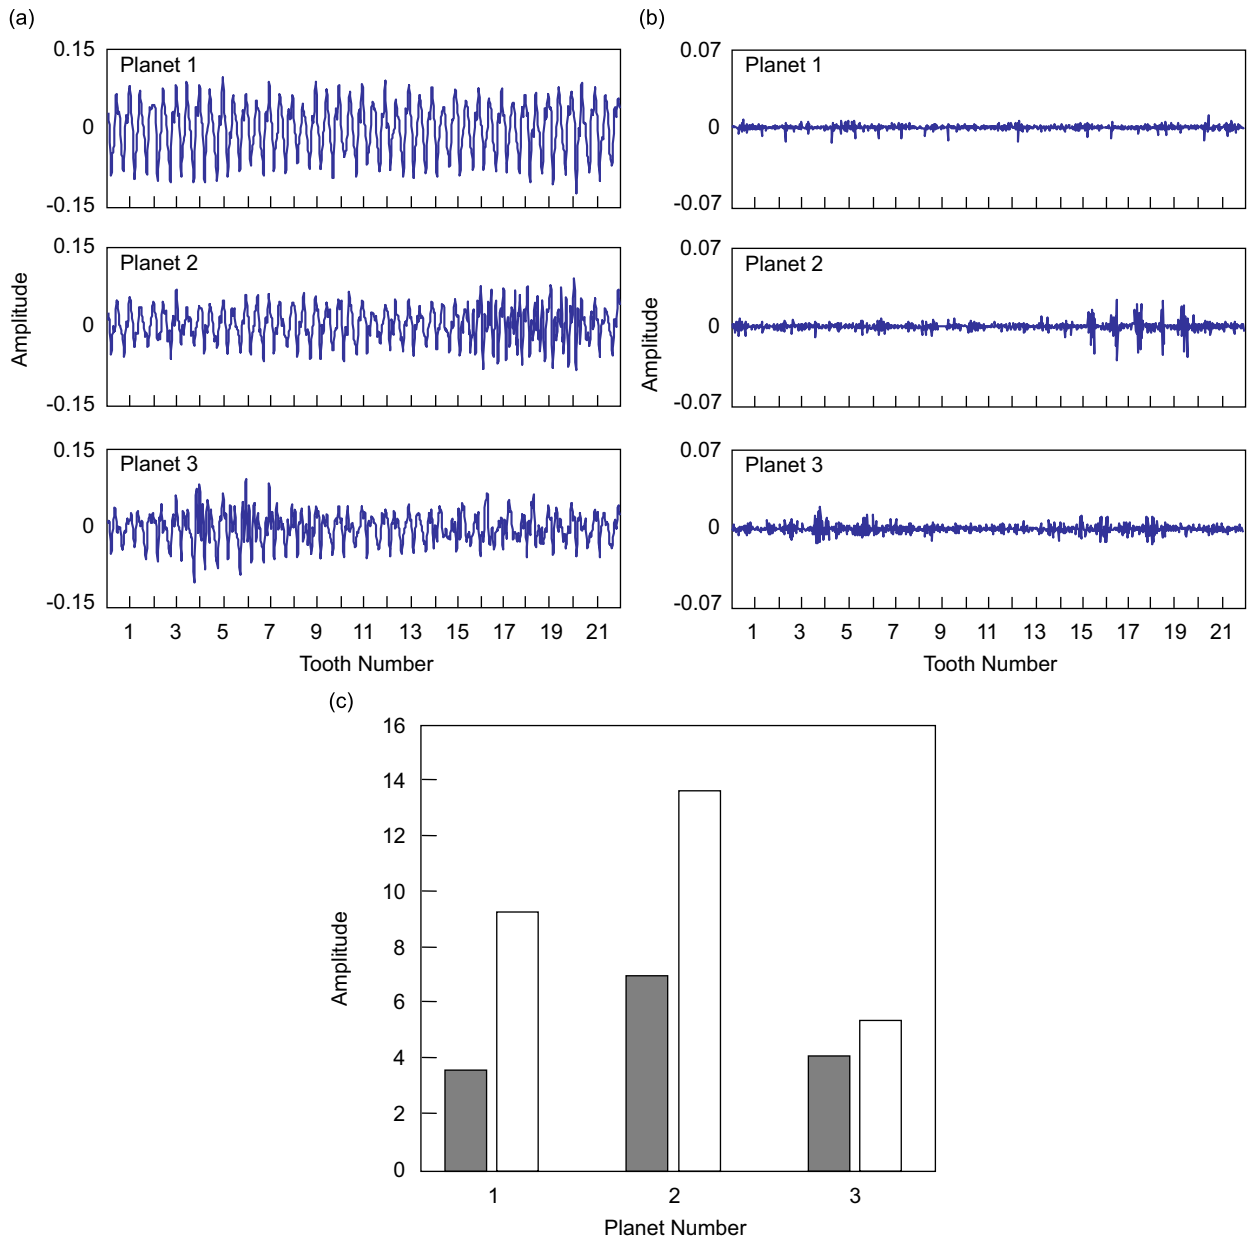 (a)
0.15
Planet 1
0
-0.15
0.15
Planet 2
0
-0.15
0.15
Planet 3
0
-0.15
Amplitude
1 3 5 7 9 11 13 15 17 19 21
Tooth Number
(b)
0.07
Planet 1
0
-0.07
0.07
Planet 2
0
-0.07
0.07
Planet 3
0
-0.07
Amplitude
1 3 5 7 9 11 13 15 17 19 21
Tooth Number
(c)
16
14
12
10
8
6
4
2
0
Amplitude
1 2 3
Planet Number